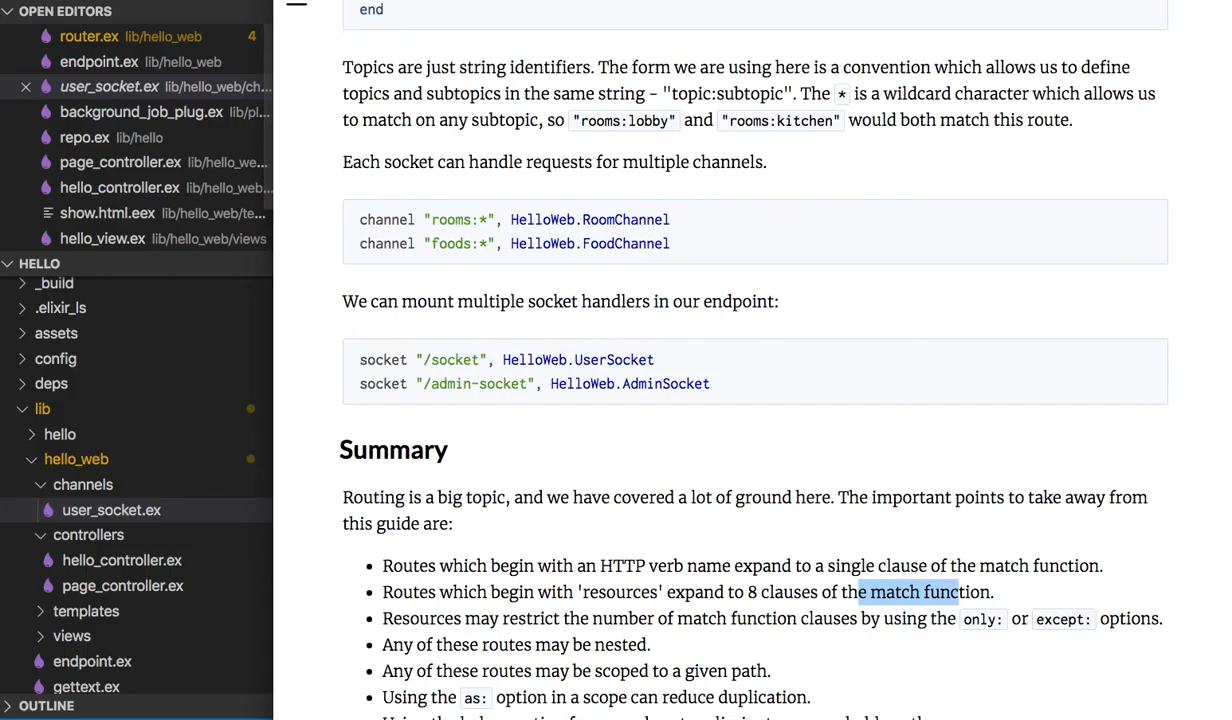 OPEN EDITORS
router.ex lib/hello_web 4
endpoint.ex lib/hello_web
user_socket.ex lib/hello_web/ch...
background_job_plug.ex lib/pl...
repo.ex lib/hello
page_controller.ex lib/hello_we...
hello_controller.ex lib/hello_web...
show.html.eex lib/hello_web/te...
hello_view.ex lib/hello_web/views
HELLO
_build
.elixir_ls
assets
config
deps
lib
hello
hello_web
channels
user_socket.ex
controllers
hello_controller.ex
page_controller.ex
templates
views
endpoint.ex
gettext.ex
OUTLINE
end
Topics are just string identifiers. The form we are using here is a convention which allows us to define
topics and subtopics in the same string - "topic:subtopic". The * is a wildcard character which allows us
to match on any subtopic, so "rooms:lobby" and "rooms:kitchen" would both match this route.
Each socket can handle requests for multiple channels.
channel "rooms:*", HelloWeb.RoomChannel
channel "foods:*", HelloWeb.FoodChannel
We can mount multiple socket handlers in our endpoint:
socket "/socket", HelloWeb.UserSocket
socket "/admin-socket", HelloWeb.AdminSocket
Summary
Routing is a big topic, and we have covered a lot of ground here. The important points to take away from
this guide are:
• Routes which begin with an HTTP verb name expand to a single clause of the match function.
• Routes which begin with 'resources' expand to 8 clauses of the match function.
• Resources may restrict the number of match function clauses by using the only: or except: options.
• Any of these routes may be nested.
• Any of these routes may be scoped to a given path.
• Using the as: option in a scope can reduce duplication.